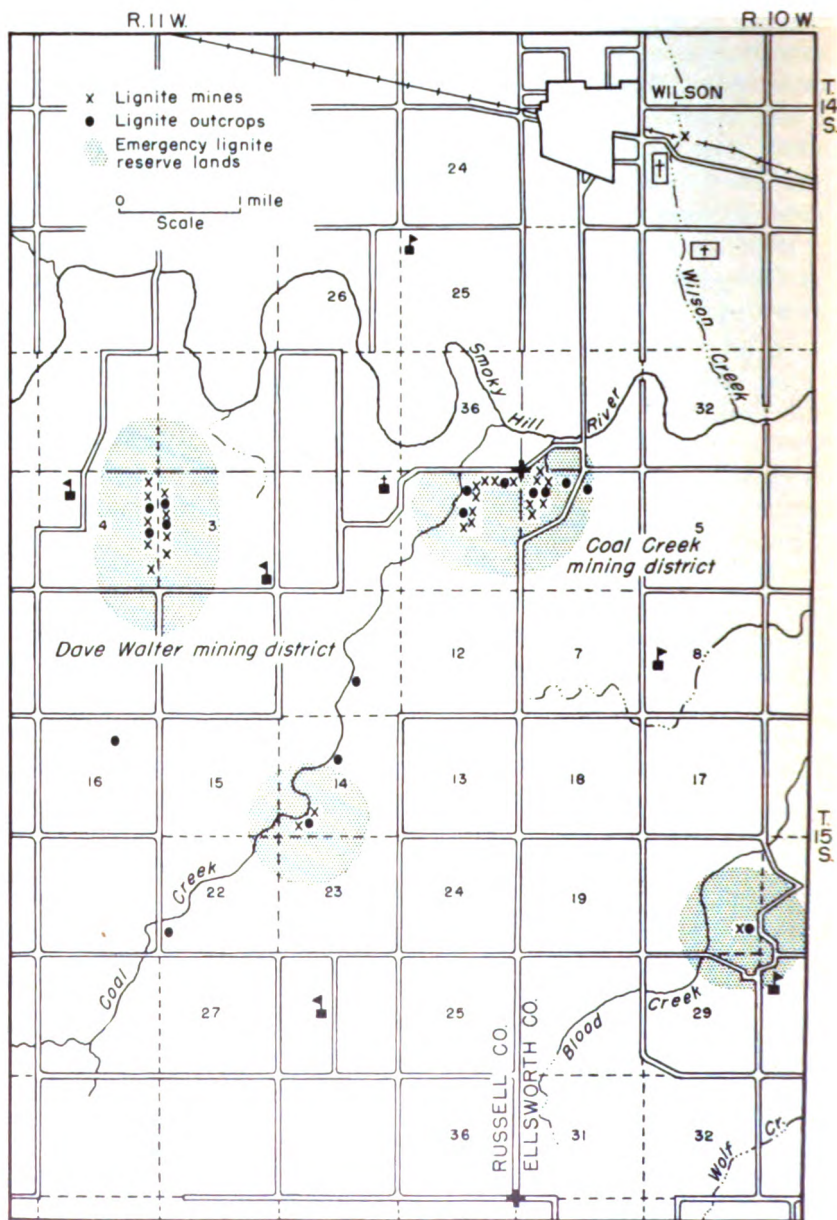 R. 11 W.
R. 10 W.
x Lignite mines
Lignite outcrops
Emergency lignite
reserve lands
0 1 mile
Scale
WILSON
T.
14
S.
24
Wilson
Creek
26
25
Smoky
Hill
River
36
32
4
3
5
Coal Creek
mining district
Dave Walter mining district
12
7
8
16
15
14
13
18
17
T.
15
S.
Creek
22
23
24
19
Coal
27
25
Blood
Creek
29
RUSSELL CO.
ELLSWORTH CO.
36
31
32
Wolf Cr.